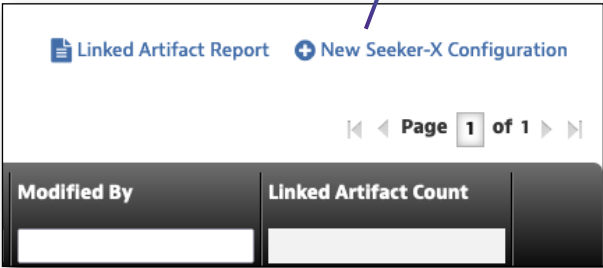 Linked Artifact Report New Seeker-X Configuration
Page 1 of 1
Modified By Linked Artifact Count